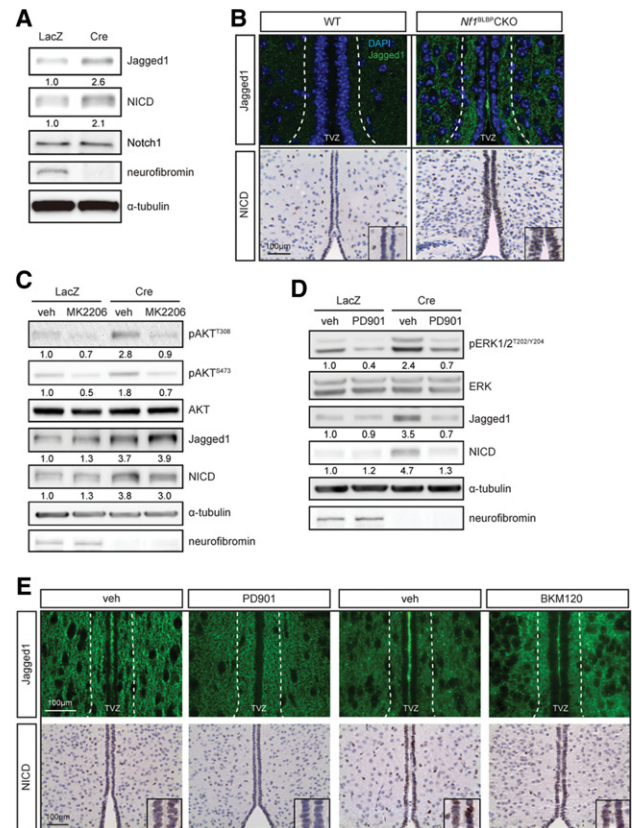 A
LacZ Cre
Jagged1
1.0 2.6
NICD
1.0 2.1
Notch1
neurofibromin
α-tubulin
B
WT Nf1BLBPCKO
Jagged1
DAPI
Jagged1
TVZ TVZ
NICD
100μm
C
LacZ Cre
veh MK2206 veh MK2206
pAKTT308
1.0 0.7 2.8 0.9
pAKTS473
1.0 0.5 1.8 0.7
AKT
Jagged1
1.0 1.3 3.7 3.9
NICD
1.0 1.3 3.8 3.0
α-tubulin
neurofibromin
D
LacZ Cre
veh PD901 veh PD901
pERK1/2T202/Y204
1.0 0.4 2.4 0.7
ERK
Jagged1
1.0 0.9 3.5 0.7
NICD
1.0 1.2 4.7 1.3
α-tubulin
neurofibromin
E
veh PD901 veh BKM120
Jagged1
100μm
TVZ TVZ TVZ TVZ
NICD
100μm